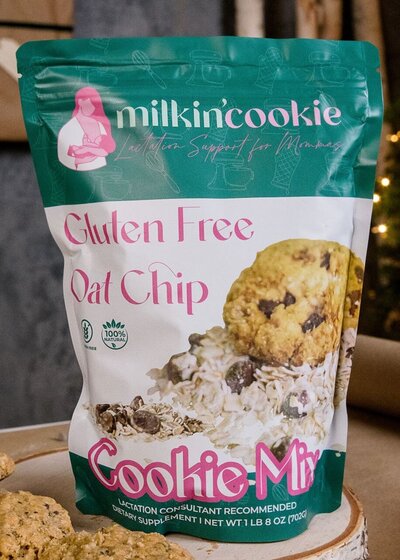 milkin'cookie
Lactation Support for Mommas
Gluten Free
Oat Chip
100%
NATURAL
Cookie Mix
LACTATION CONSULTANT RECOMMENDED
DIETARY SUPPLEMENT | NET WT 1 LB 8 OZ (702G)